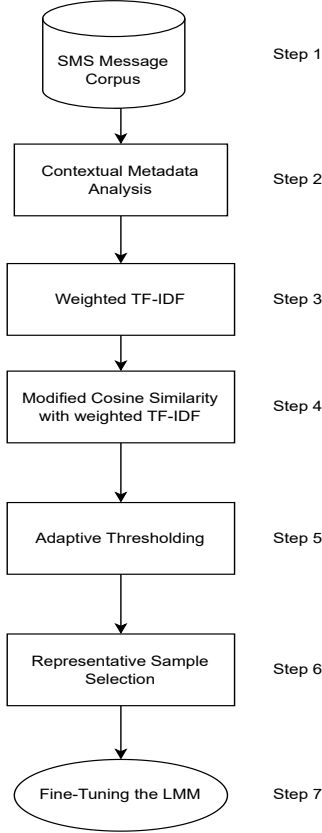 SMS Message
Corpus
Step 1
Contextual Metadata
Analysis
Step 2
Weighted TF-IDF
Step 3
Modified Cosine Similarity
with weighted TF-IDF
Step 4
Adaptive Thresholding
Step 5
Representative Sample
Selection
Step 6
Fine-Tuning the LMM
Step 7